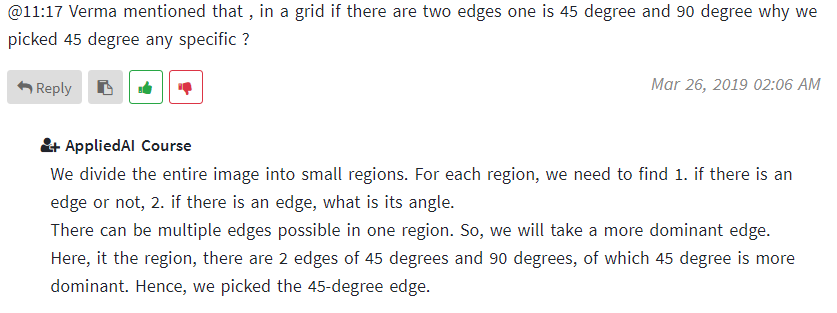 @11:17 Verma mentioned that , in a grid if there are two edges one is 45 degree and 90 degree why we
picked 45 degree any specific ?
Reply
Mar 26, 2019 02:06 AM
AppliedAI Course
We divide the entire image into small regions. For each region, we need to find 1. if there is an
edge or not, 2. if there is an edge, what is its angle.
There can be multiple edges possible in one region. So, we will take a more dominant edge.
Here, it the region, there are 2 edges of 45 degrees and 90 degrees, of which 45 degree is more
dominant. Hence, we picked the 45-degree edge.